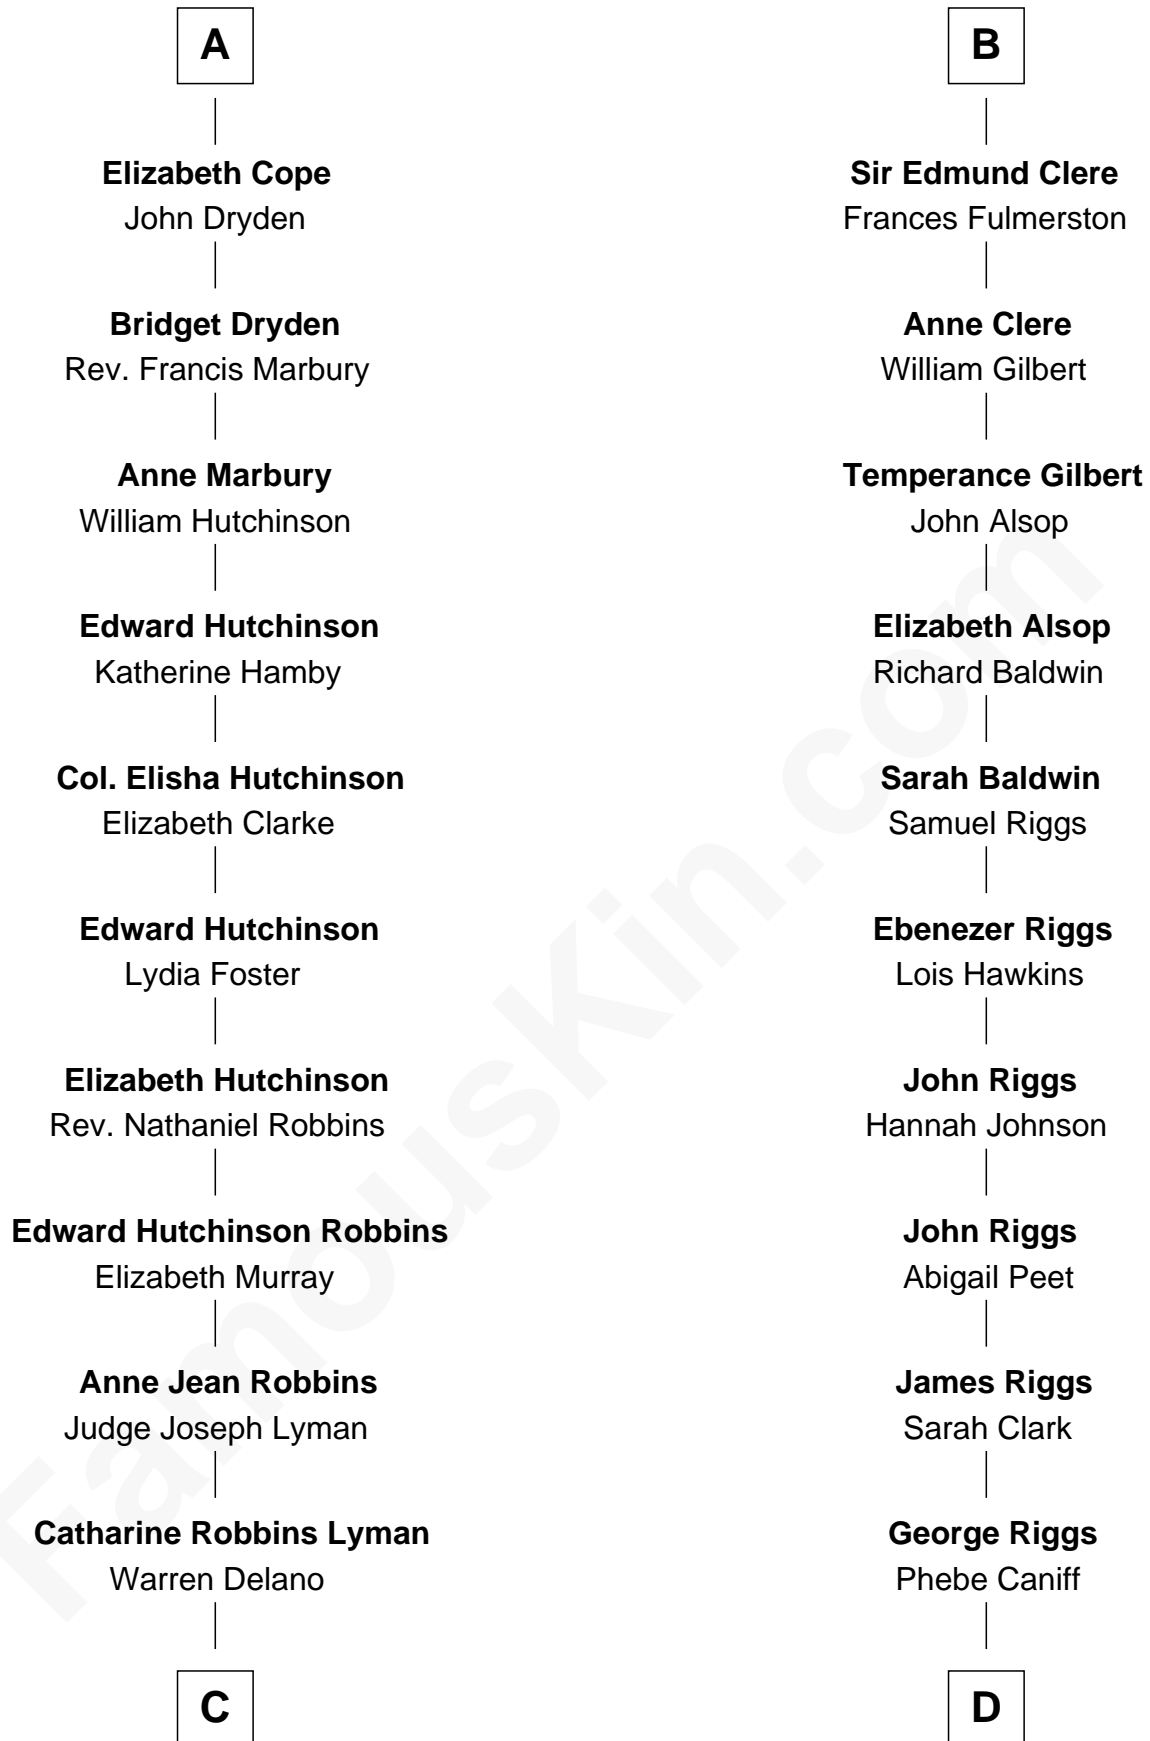 A
Elizabeth Cope
John Dryden
Bridget Dryden
Rev. Francis Marbury
Anne Marbury
William Hutchinson
Edward Hutchinson
Katherine Hamby
Col. Elisha Hutchinson
Elizabeth Clarke
Edward Hutchinson
Lydia Foster
Elizabeth Hutchinson
Rev. Nathaniel Robbins
Edward Hutchinson Robbins
Elizabeth Murray
Anne Jean Robbins
Judge Joseph Lyman
Catharine Robbins Lyman
Warren Delano
C
B
Sir Edmund Clere
Frances Fulmerston
Anne Clere
William Gilbert
Temperance Gilbert
John Alsop
Elizabeth Alsop
Richard Baldwin
Sarah Baldwin
Samuel Riggs
Ebenezer Riggs
Lois Hawkins
John Riggs
Hannah Johnson
John Riggs
Abigail Peet
James Riggs
Sarah Clark
George Riggs
Phebe Caniff
D
FamousKin.com